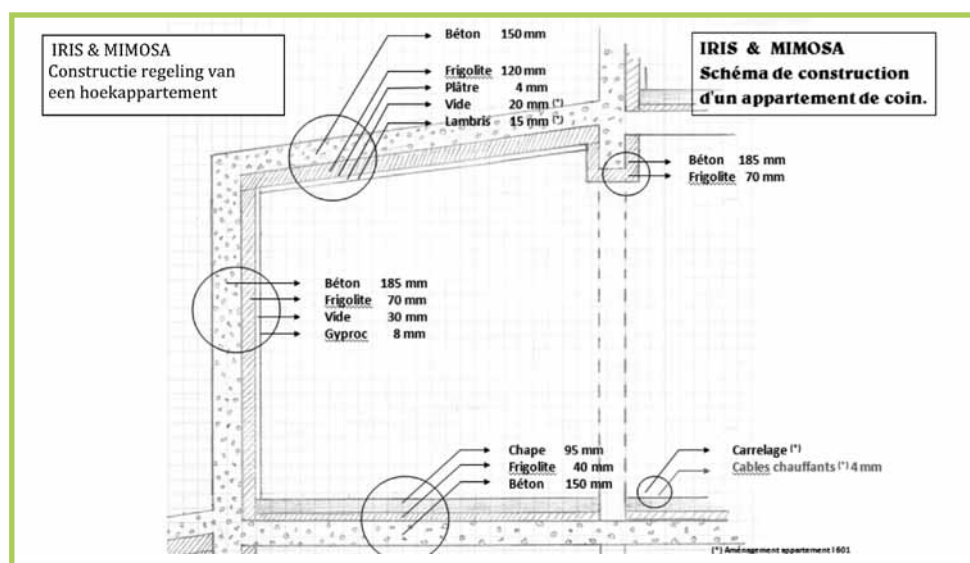 IRIS & MIMOSA
Constructie regeling van
een hoekappartement
IRIS & MIMOSA
Schéma de construction
d'un appartement de coin.
Béton 150 mm
Frigolite 120 mm
Plâtre 4 mm
Vide 20 mm (*)
Lambris 15 mm (*)
Béton 185 mm
Frigolite 70 mm
Béton 185 mm
Frigolite 70 mm
Vide 30 mm
Gyproc 8 mm
Chape 95 mm
Frigolite 40 mm
Béton 150 mm
Carrelage (*)
Cables chauffants (*) 4 mm
(*) Aménagement appartement I 601